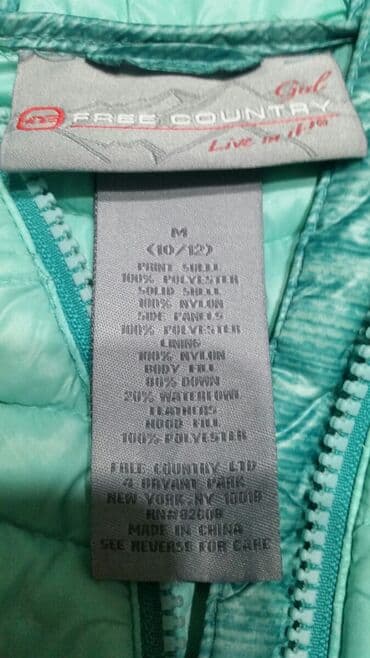 Girl
FREE COUNTRY
Live in it!®
M
(10/12)
PRINT SHELL
100% POLYESTER
SOLID SHELL
100% NYLON
SIDE PANELS
100% POLYESTER
LINING
100% NYLON
BODY FILL
80% DOWN
20% WATERFOWL
FEATHERS
HOOD FILL
100% POLYESTER
FREE COUNTRY LTD
4 BRYANT PARK
NEW YORK, NY 10018
RN#92609
MADE IN CHINA
SEE REVERSE FOR CARE